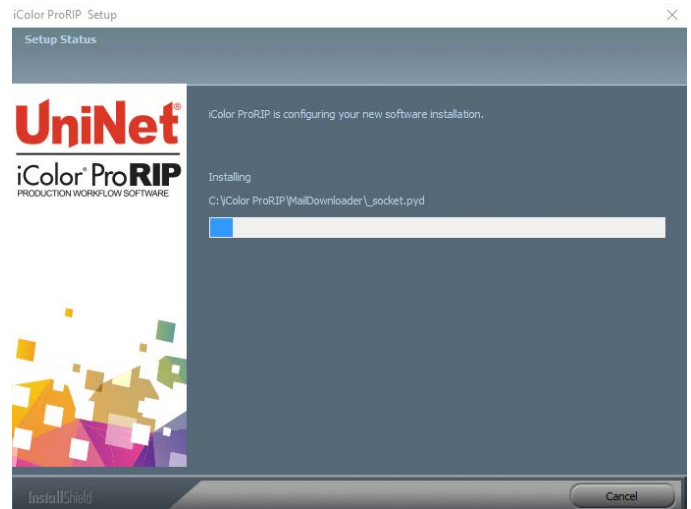 iColor ProRIP Setup
Setup Status
UniNet®
iColor® ProRIP
PRODUCTION WORKFLOW SOFTWARE
iColor ProRIP is configuring your new software installation.
Installing
C:\iColor ProRIP\MailDownloader\_socket.pyd
InstallShield
Cancel